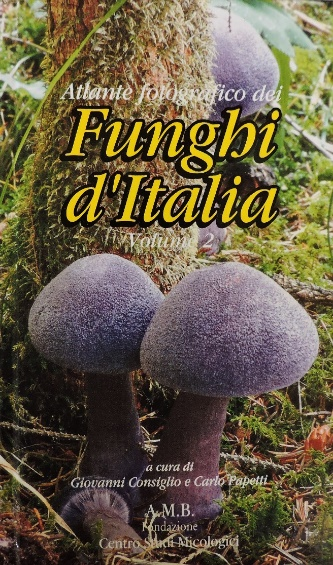 Atlante fotografico dei
Funghi
d'Italia
Volume 2
a cura di
Giovanni Consiglio e Carlo Papetti
A.M.B.
Fondazione
Centro Studi Micologici